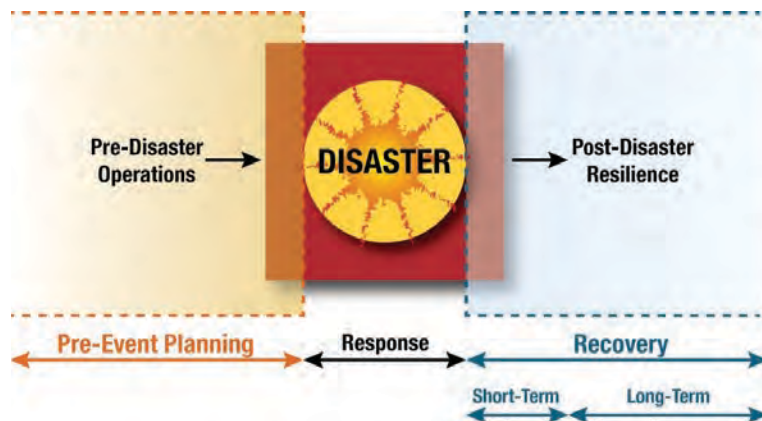 Pre-Disaster
Operations
DISASTER
Post-Disaster
Resilience
Pre-Event Planning
Response
Recovery
Short-Term
Long-Term